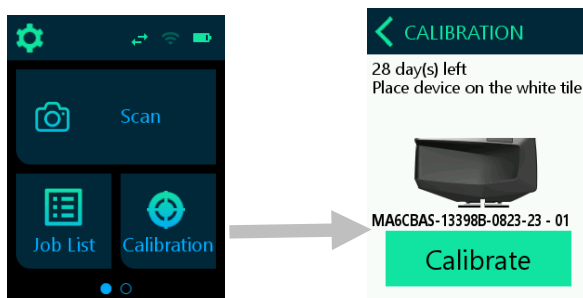 Scan
Job List
Calibration
CALIBRATION
28 day(s) left
Place device on the white tile
MA6CBAS-13398B-0823-23 - 01
Calibrate